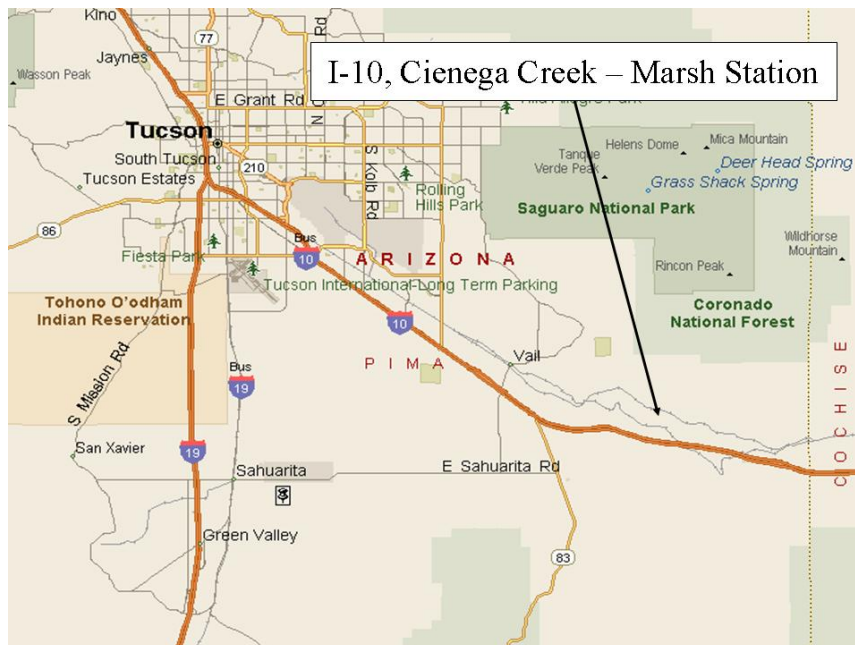 Kino
77
Jaynes
Wasson Peak
I-10, Cienega Creek – Marsh Station
E Grant Rd
Tucson
South Tucson
210
Tucson Estates
S Kolb Rd
Rolling
Hills Park
Helens Dome
Mica Mountain
Tanque
Verde Peak
Deer Head Spring
Grass Shack Spring
Saguaro National Park
86
Fiesta Park
Bus
10
ARIZONA
Wildhorse
Mountain
Rincon Peak
Tucson International-Long Term Parking
Tohono O'odham
Indian Reservation
Coronado
National Forest
10
PIMA
Vail
COCHISE
S Mission Rd
Bus
19
San Xavier
19
Sahuarita
E Sahuarita Rd
Green Valley
83